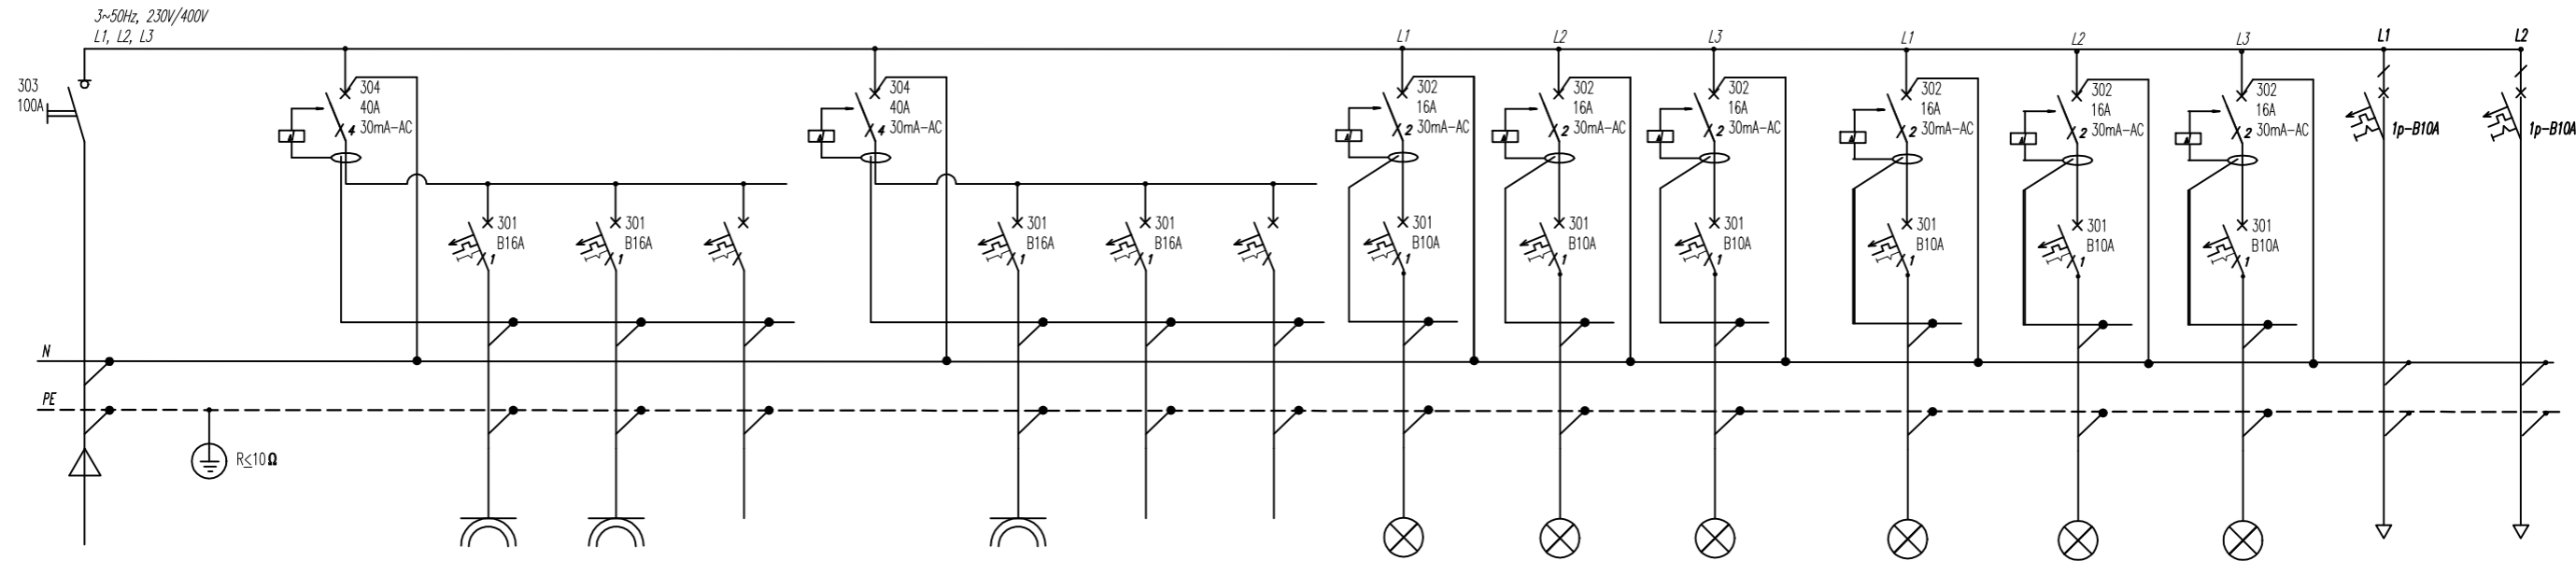 3~50Hz, 230V/400V
L1, L2, L3
L1
L2
L3
L1
L2
L3
L1
L2
303
100A
304
40A
4 30mA-AC
304
40A
4 30mA-AC
302
16A
2 30mA-AC
302
16A
2 30mA-AC
302
16A
2 30mA-AC
302
16A
2 30mA-AC
302
16A
2 30mA-AC
302
16A
2 30mA-AC
1p-B10A
1p-B10A
301
B16A
1
301
B16A
1
301
B16A
1
301
B16A
1
301
B10A
1
301
B10A
1
301
B10A
1
301
B10A
1
301
B10A
1
301
B10A
1
N
PE
R≤10Ω